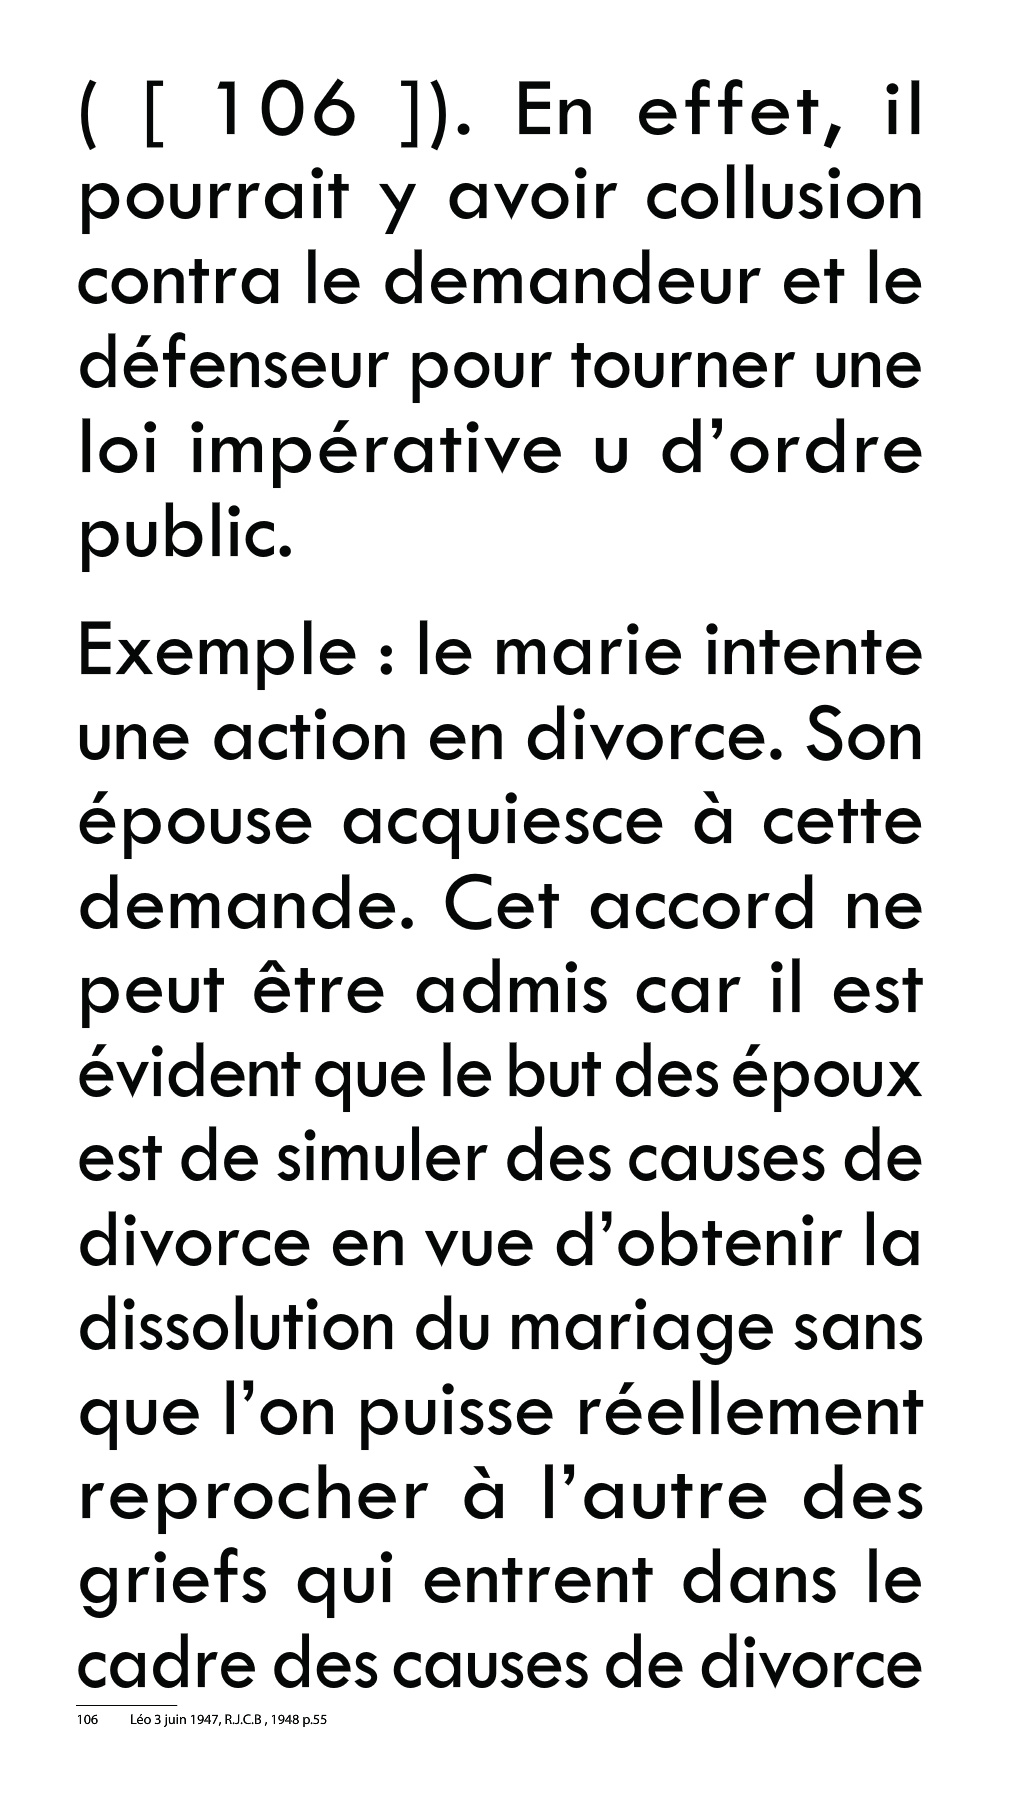 ( [ 106 ]). En effet, il
pourrait y avoir collusion
contra le demandeur et le
défenseur pour tourner une
loi impérative u d’ordre
public.
Exemple : le marie intente
une action en divorce. Son
épouse acquiesce à cette
demande. Cet accord ne
peut être admis car il est
évident que le but des époux
est de simuler des causes de
divorce en vue d’obtenir la
dissolution du mariage sans
que l’on puisse réellement
reprocher à l’autre des
griefs qui entrent dans le
cadre des causes de divorce
106 Léo 3 juin 1947, R.J.C.B , 1948 p.55